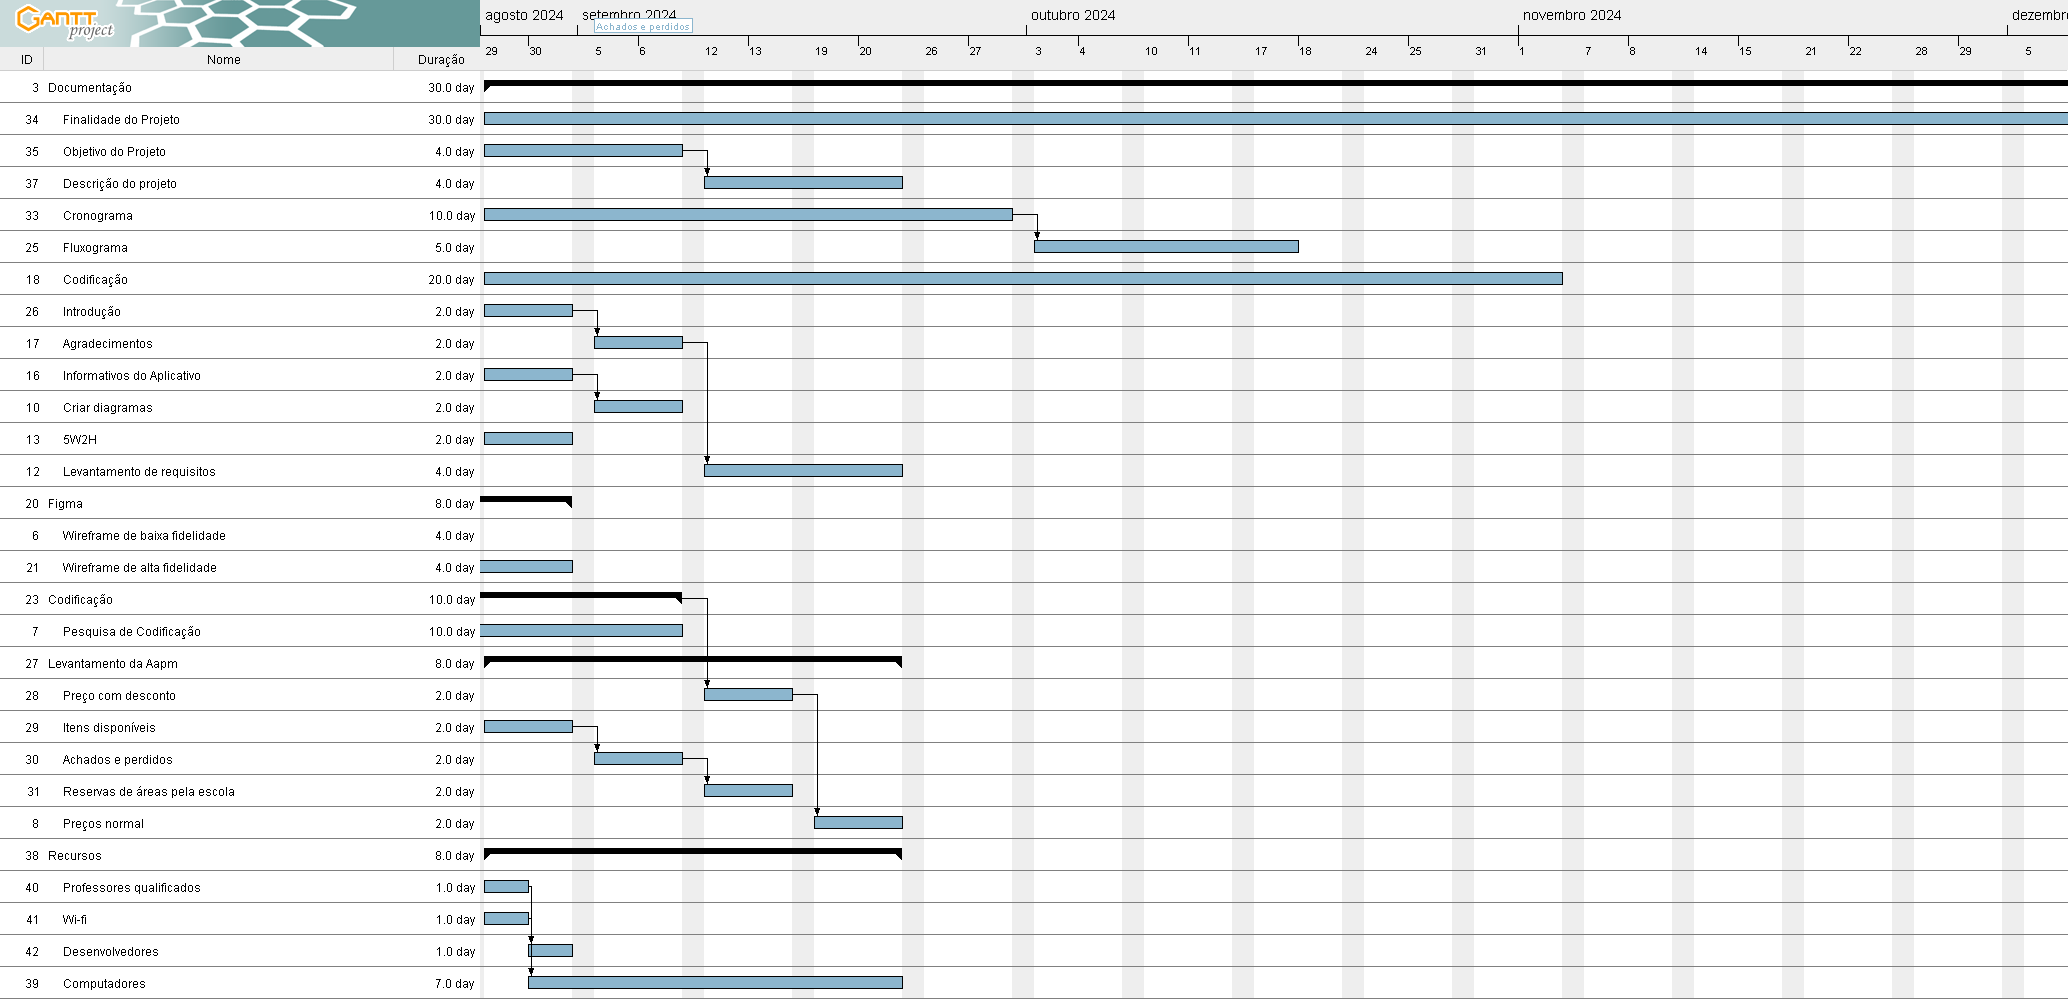 GANTT project
agosto 2024 setembro 2024 outubro 2024 novembro 2024 dezembro
Achados e perdidos
29 30 5 6 12 13 19 20 26 27 3 4 10 11 17 18 24 25 31 1 7 8 14 15 21 22 28 29 5
ID Nome Duração
3 Documentação 30.0 day
34 Finalidade do Projeto 30.0 day
35 Objetivo do Projeto 4.0 day
37 Descrição do projeto 4.0 day
33 Cronograma 10.0 day
25 Fluxograma 5.0 day
18 Codificação 20.0 day
26 Introdução 2.0 day
17 Agradecimentos 2.0 day
16 Informativos do Aplicativo 2.0 day
10 Criar diagramas 2.0 day
13 5W2H 2.0 day
12 Levantamento de requisitos 4.0 day
20 Figma 8.0 day
6 Wireframe de baixa fidelidade 4.0 day
21 Wireframe de alta fidelidade 4.0 day
23 Codificação 10.0 day
7 Pesquisa de Codificação 10.0 day
27 Levantamento da Aapm 8.0 day
28 Preço com desconto 2.0 day
29 Itens disponíveis 2.0 day
30 Achados e perdidos 2.0 day
31 Reservas de áreas pela escola 2.0 day
8 Preços normal 2.0 day
38 Recursos 8.0 day
40 Professores qualificados 1.0 day
41 Wi-fi 1.0 day
42 Desenvolvedores 1.0 day
39 Computadores 7.0 day